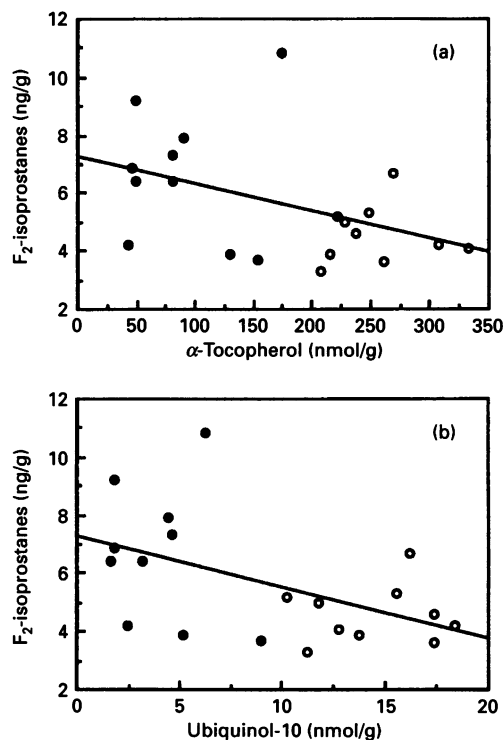 (a)
F₂-isoprostanes (ng/g)
12
10
8
6
4
2
0 50 100 150 200 250 300 350
α-Tocopherol (nmol/g)
(b)
F₂-isoprostanes (ng/g)
12
10
8
6
4
2
0 5 10 15 20
Ubiquinol-10 (nmol/g)